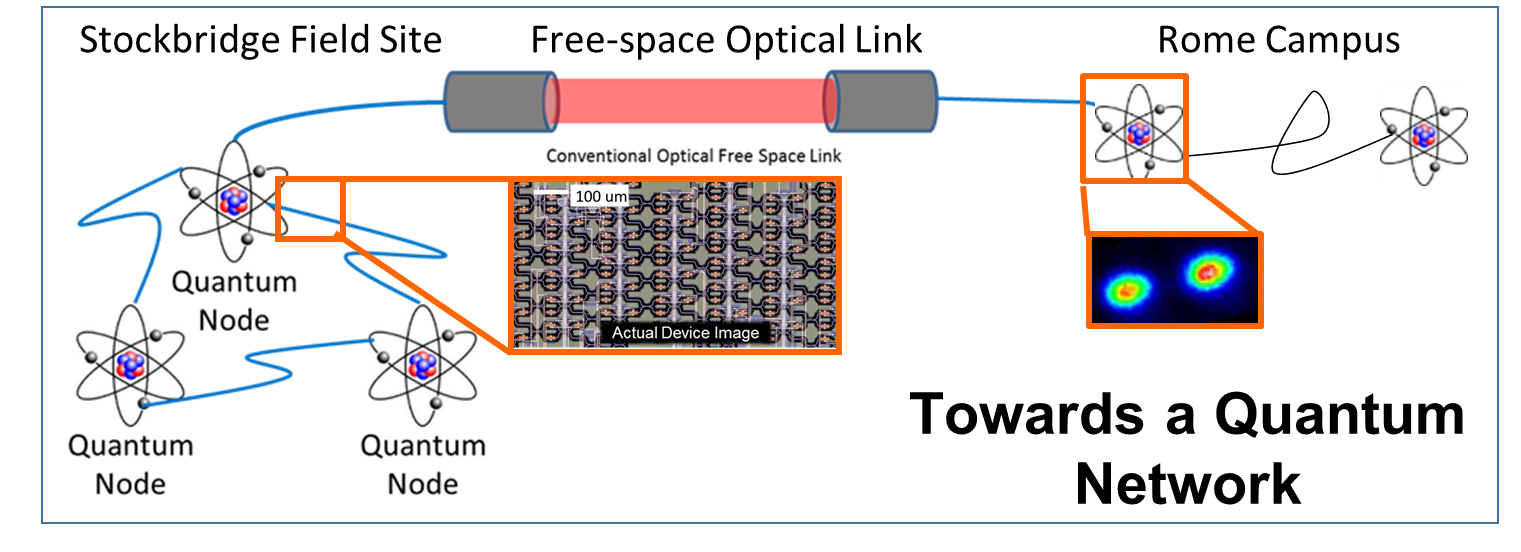 Stockbridge Field Site
Free-space Optical Link
Rome Campus
Conventional Optical Free Space Link
100 um
Actual Device Image
Quantum
Node
Quantum
Node
Quantum
Node
Towards a Quantum
Network